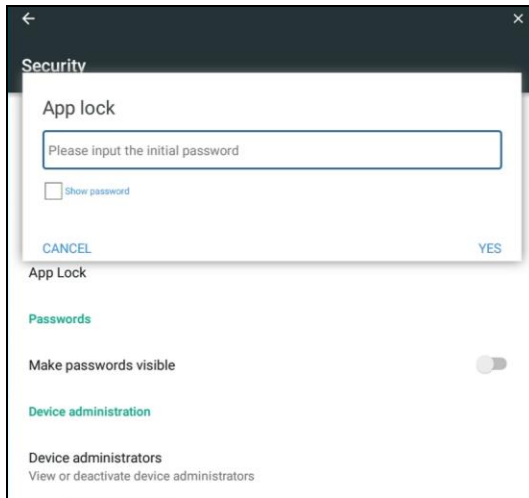 Security
App lock
Please input the initial password
Show password
CANCEL YES
App Lock
Passwords
Make passwords visible
Device administration
Device administrators
View or deactivate device administrators